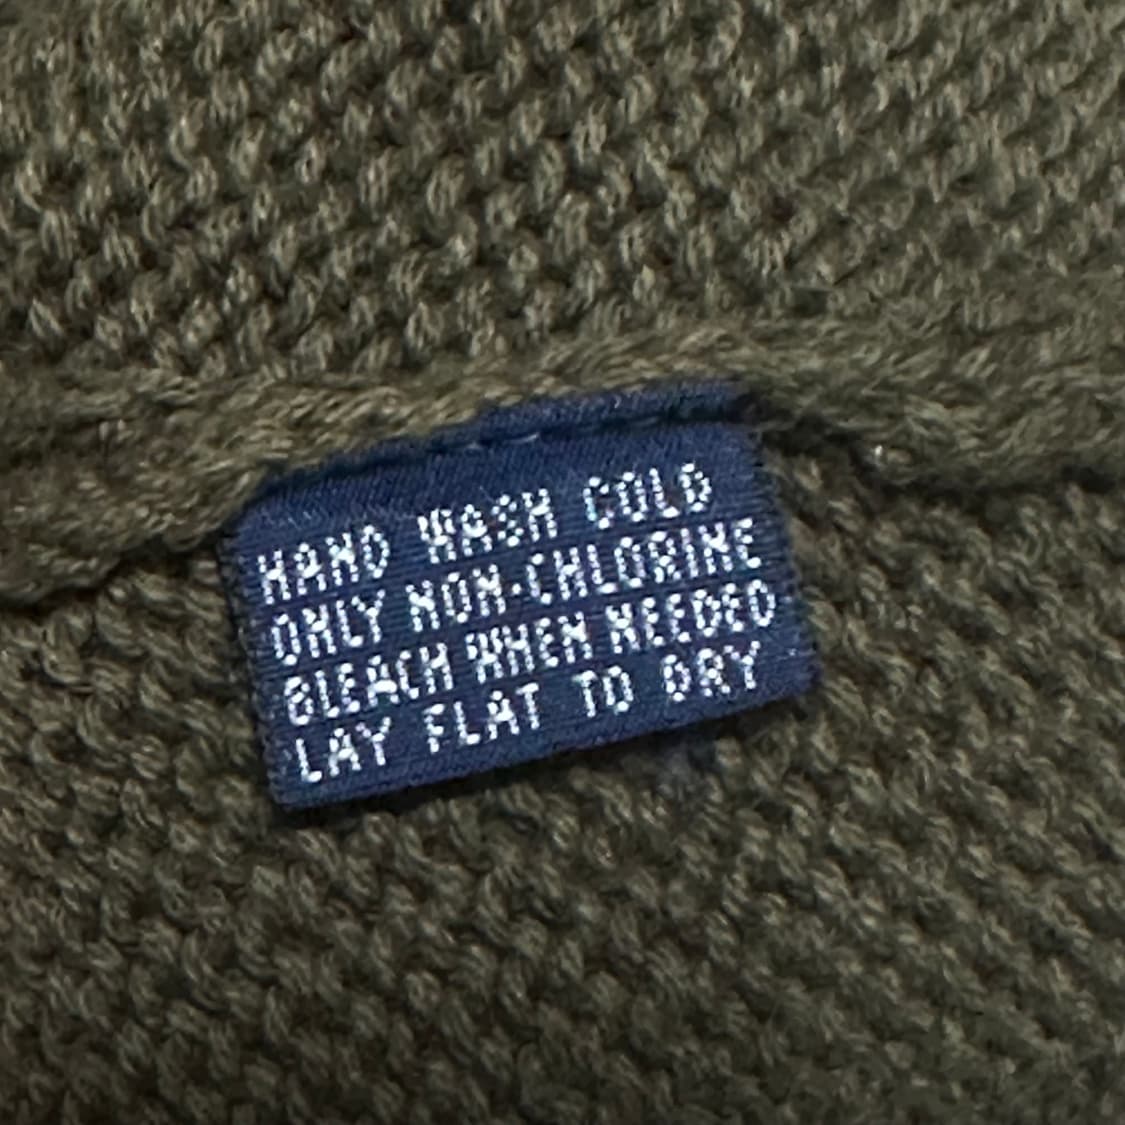 HAND WASH COLD
ONLY NON-CHLORINE
BLEACH WHEN NEEDED
LAY FLAT TO DRY